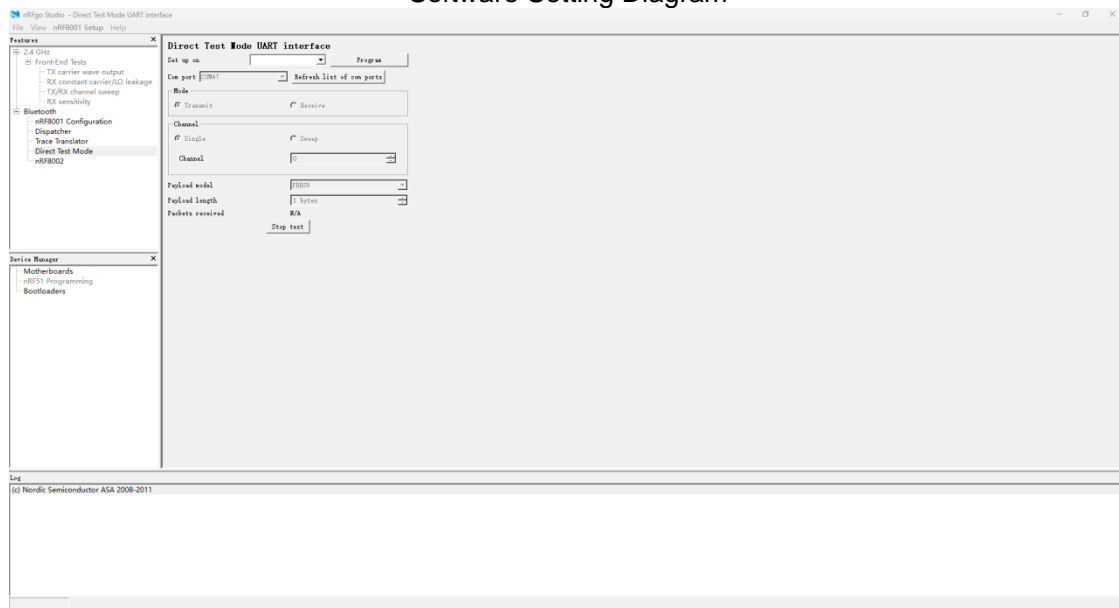 Software Setting Diagram
nRFgo Studio - Direct Test Mode UART interface
File View nRF8001 Setup Help
Features
2.4 GHz
Front-End Tests
TX carrier wave output
RX constant carrier/LO leakage
TX/RX channel sweep
RX sensitivity
Bluetooth
nRF8001 Configuration
Dispatcher
Trace Translator
Direct Test Mode
nRF8002
Device Manager
Motherboards
nRF51 Programming
Bootloaders
Direct Test Mode UART interface
Set up on Program
Com port COM47 Refresh list of com ports
Mode
Transmit Receive
Channel
Single Sweep
Channel 0
Payload model PRBS9
Payload length 1 bytes
Packets received N/A
Stop test
Log
(c) Nordic Semiconductor ASA 2008-2011